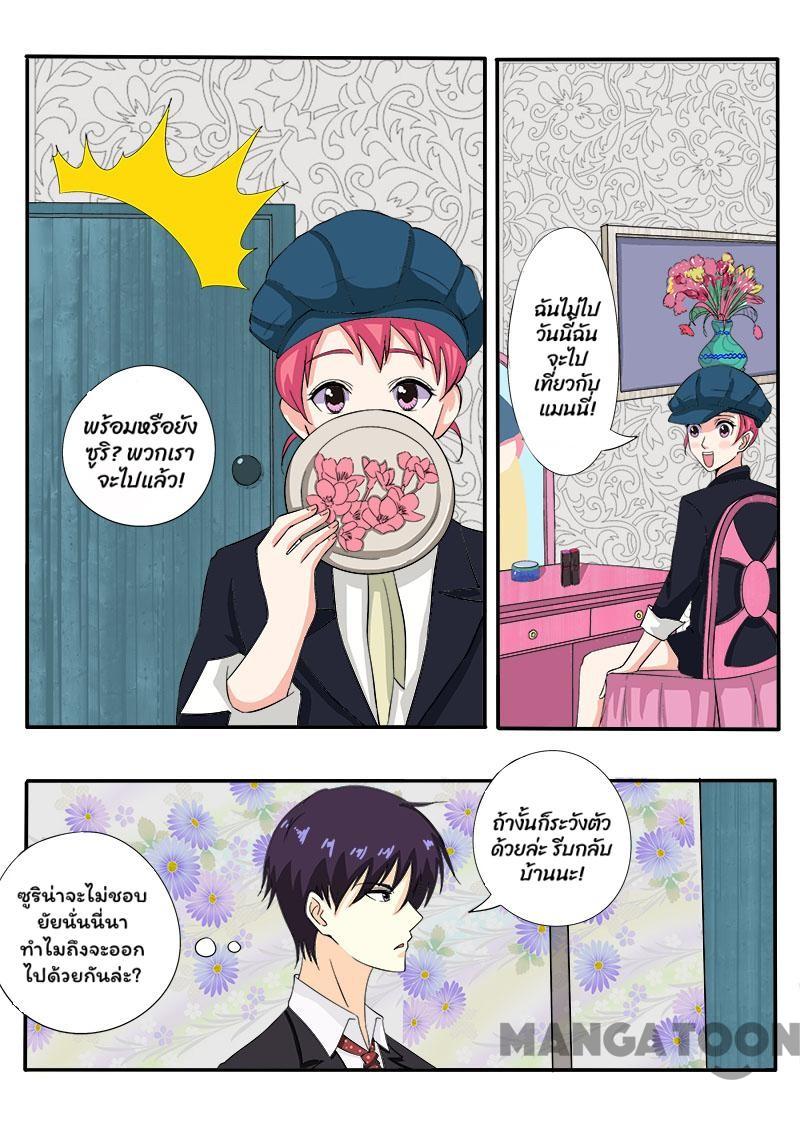 พร้อมหรือยัง
ซูริ? พวกเรา
จะไปแล้ว!
ฉันไม่ไป
วันนี้ฉัน
จะไป
เที่ยวกับ
แมนนี่!
ถ้างั้นก็ระวังตัว
ด้วยล่ะ รีบกลับ
บ้านนะ!
ซูริน่าจะไม่ชอบ
ยัยนั่นนี่นา
ทำไมถึงจะออก
ไปด้วยกันล่ะ?
MANGATOON